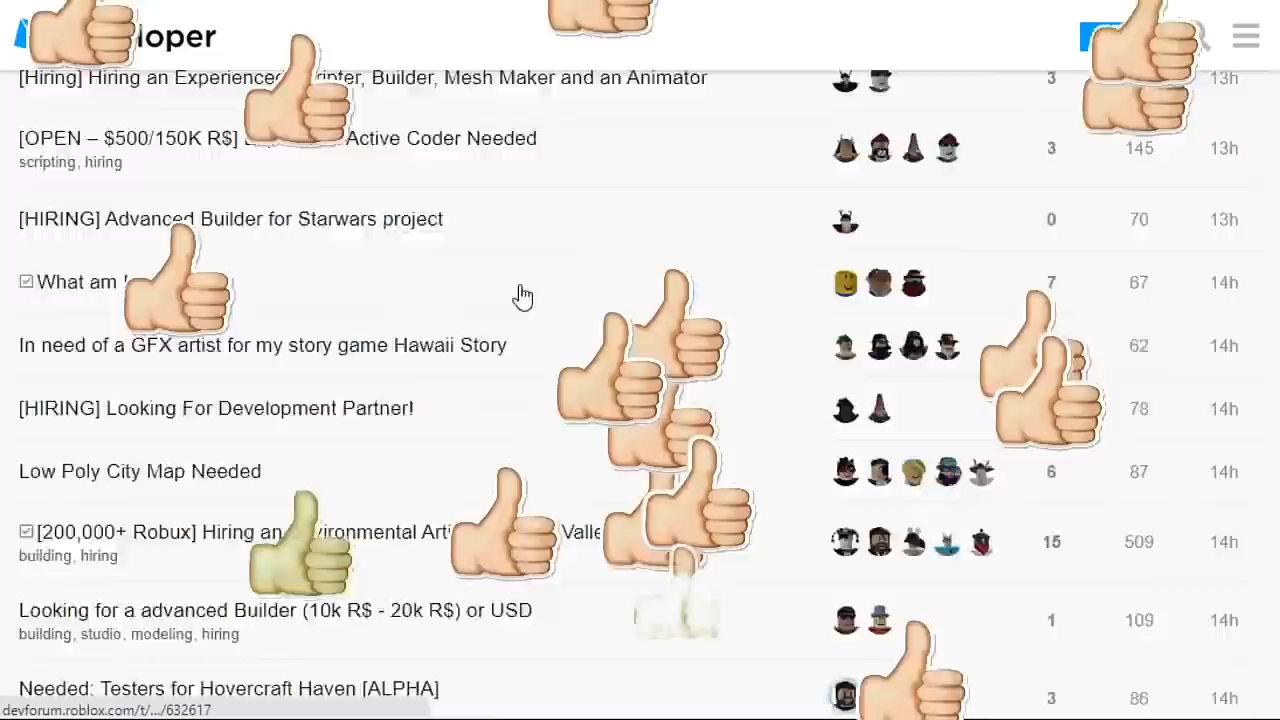 loper
[Hiring] Hiring an Experienced ripter, Builder, Mesh Maker and an Animator 3 13h
[OPEN – $500/150K R$] Active Coder Needed 3 145 13h
scripting, hiring
[HIRING] Advanced Builder for Starwars project 0 70 13h
What am 7 67 14h
In need of a GFX artist for my story game Hawaii Story 62 14h
[HIRING] Looking For Development Partner! 78 14h
Low Poly City Map Needed 6 87 14h
[200,000+ Robux] Hiring an vironmental Arti Valle 15 509 14h
building, hiring
Looking for a advanced Builder (10k R$ - 20k R$) or USD 1 109 14h
building, studio, modeling, hiring
Needed: Testers for Hovercraft Haven [ALPHA] 3 86 14h
devforum.roblox.com/t/.../632617